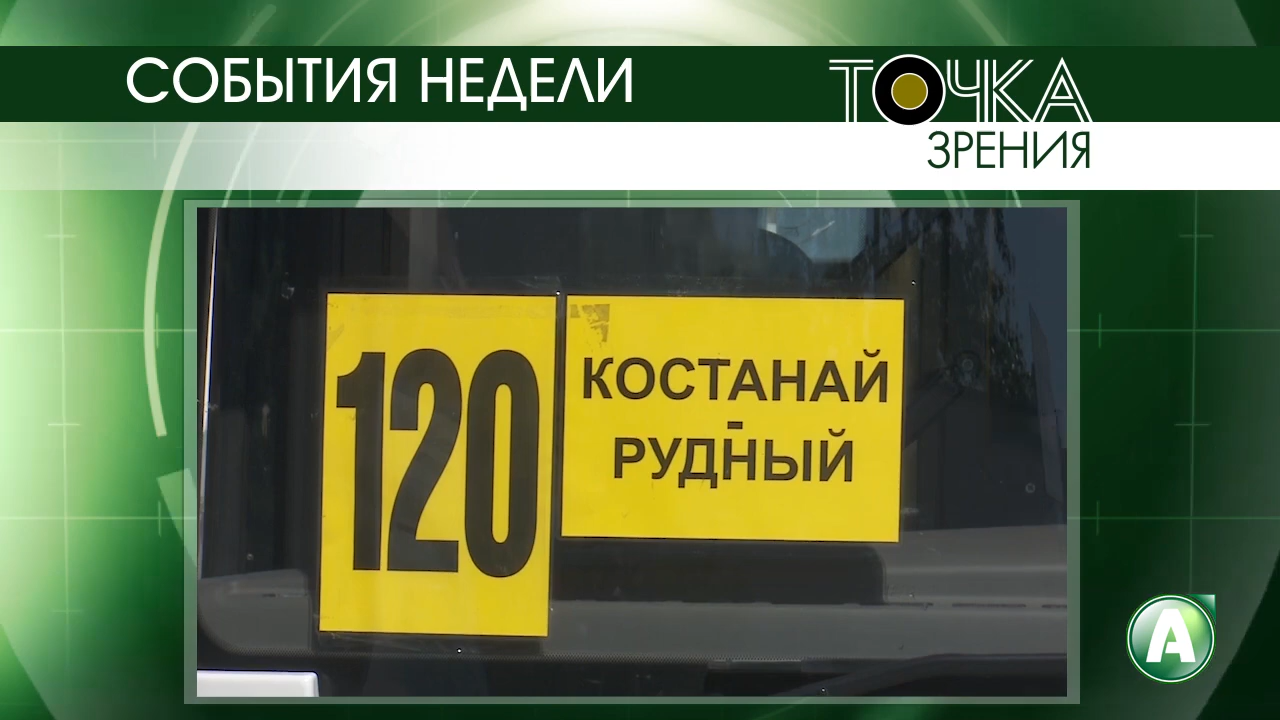 СОБЫТИЯ НЕДЕЛИ
ТОЧКА
ЗРЕНИЯ
120
КОСТАНАЙ
-
РУДНЫЙ
А